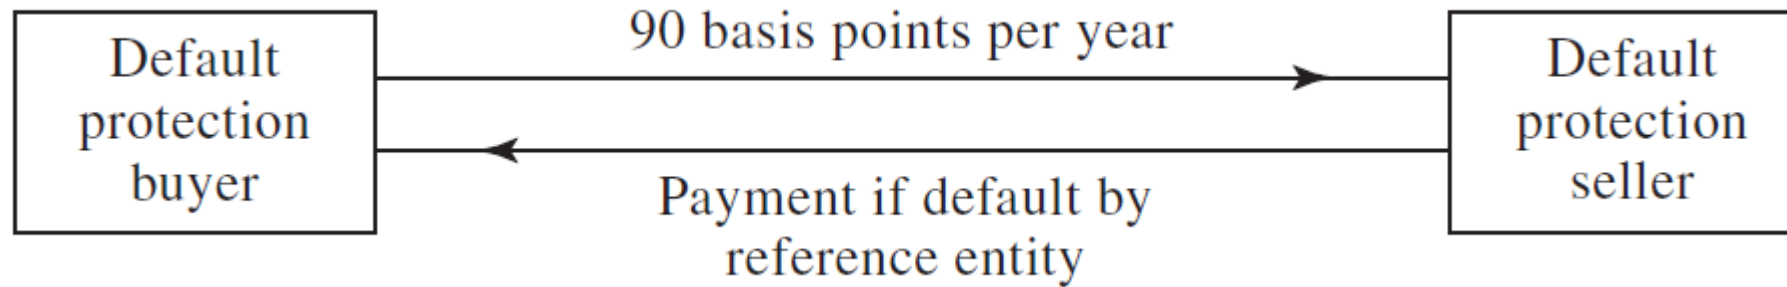 Default
protection
buyer
90 basis points per year
Payment if default by
reference entity
Default
protection
seller